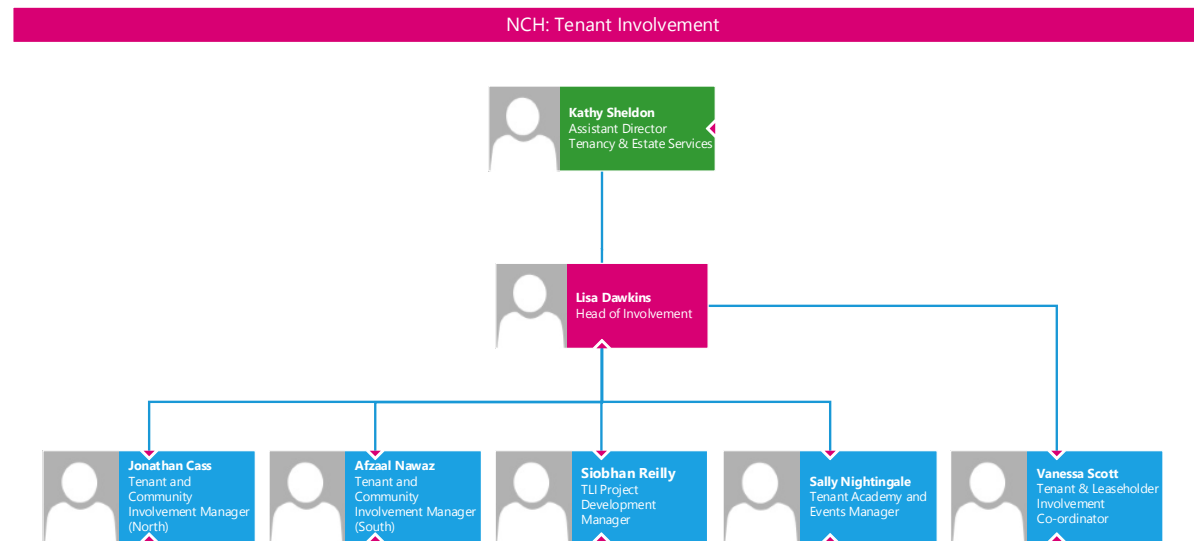 NCH: Tenant Involvement
Kathy Sheldon
Assistant Director
Tenancy & Estate Services
Lisa Dawkins
Head of Involvement
Jonathan Cass
Tenant and
Community
Involvement Manager
(North)
Afzaal Nawaz
Tenant and
Community
Involvement Manager
(South)
Siobhan Reilly
TLI Project
Development
Manager
Sally Nightingale
Tenant Academy and
Events Manager
Vanessa Scott
Tenant & Leaseholder
Involvement
Co-ordinator